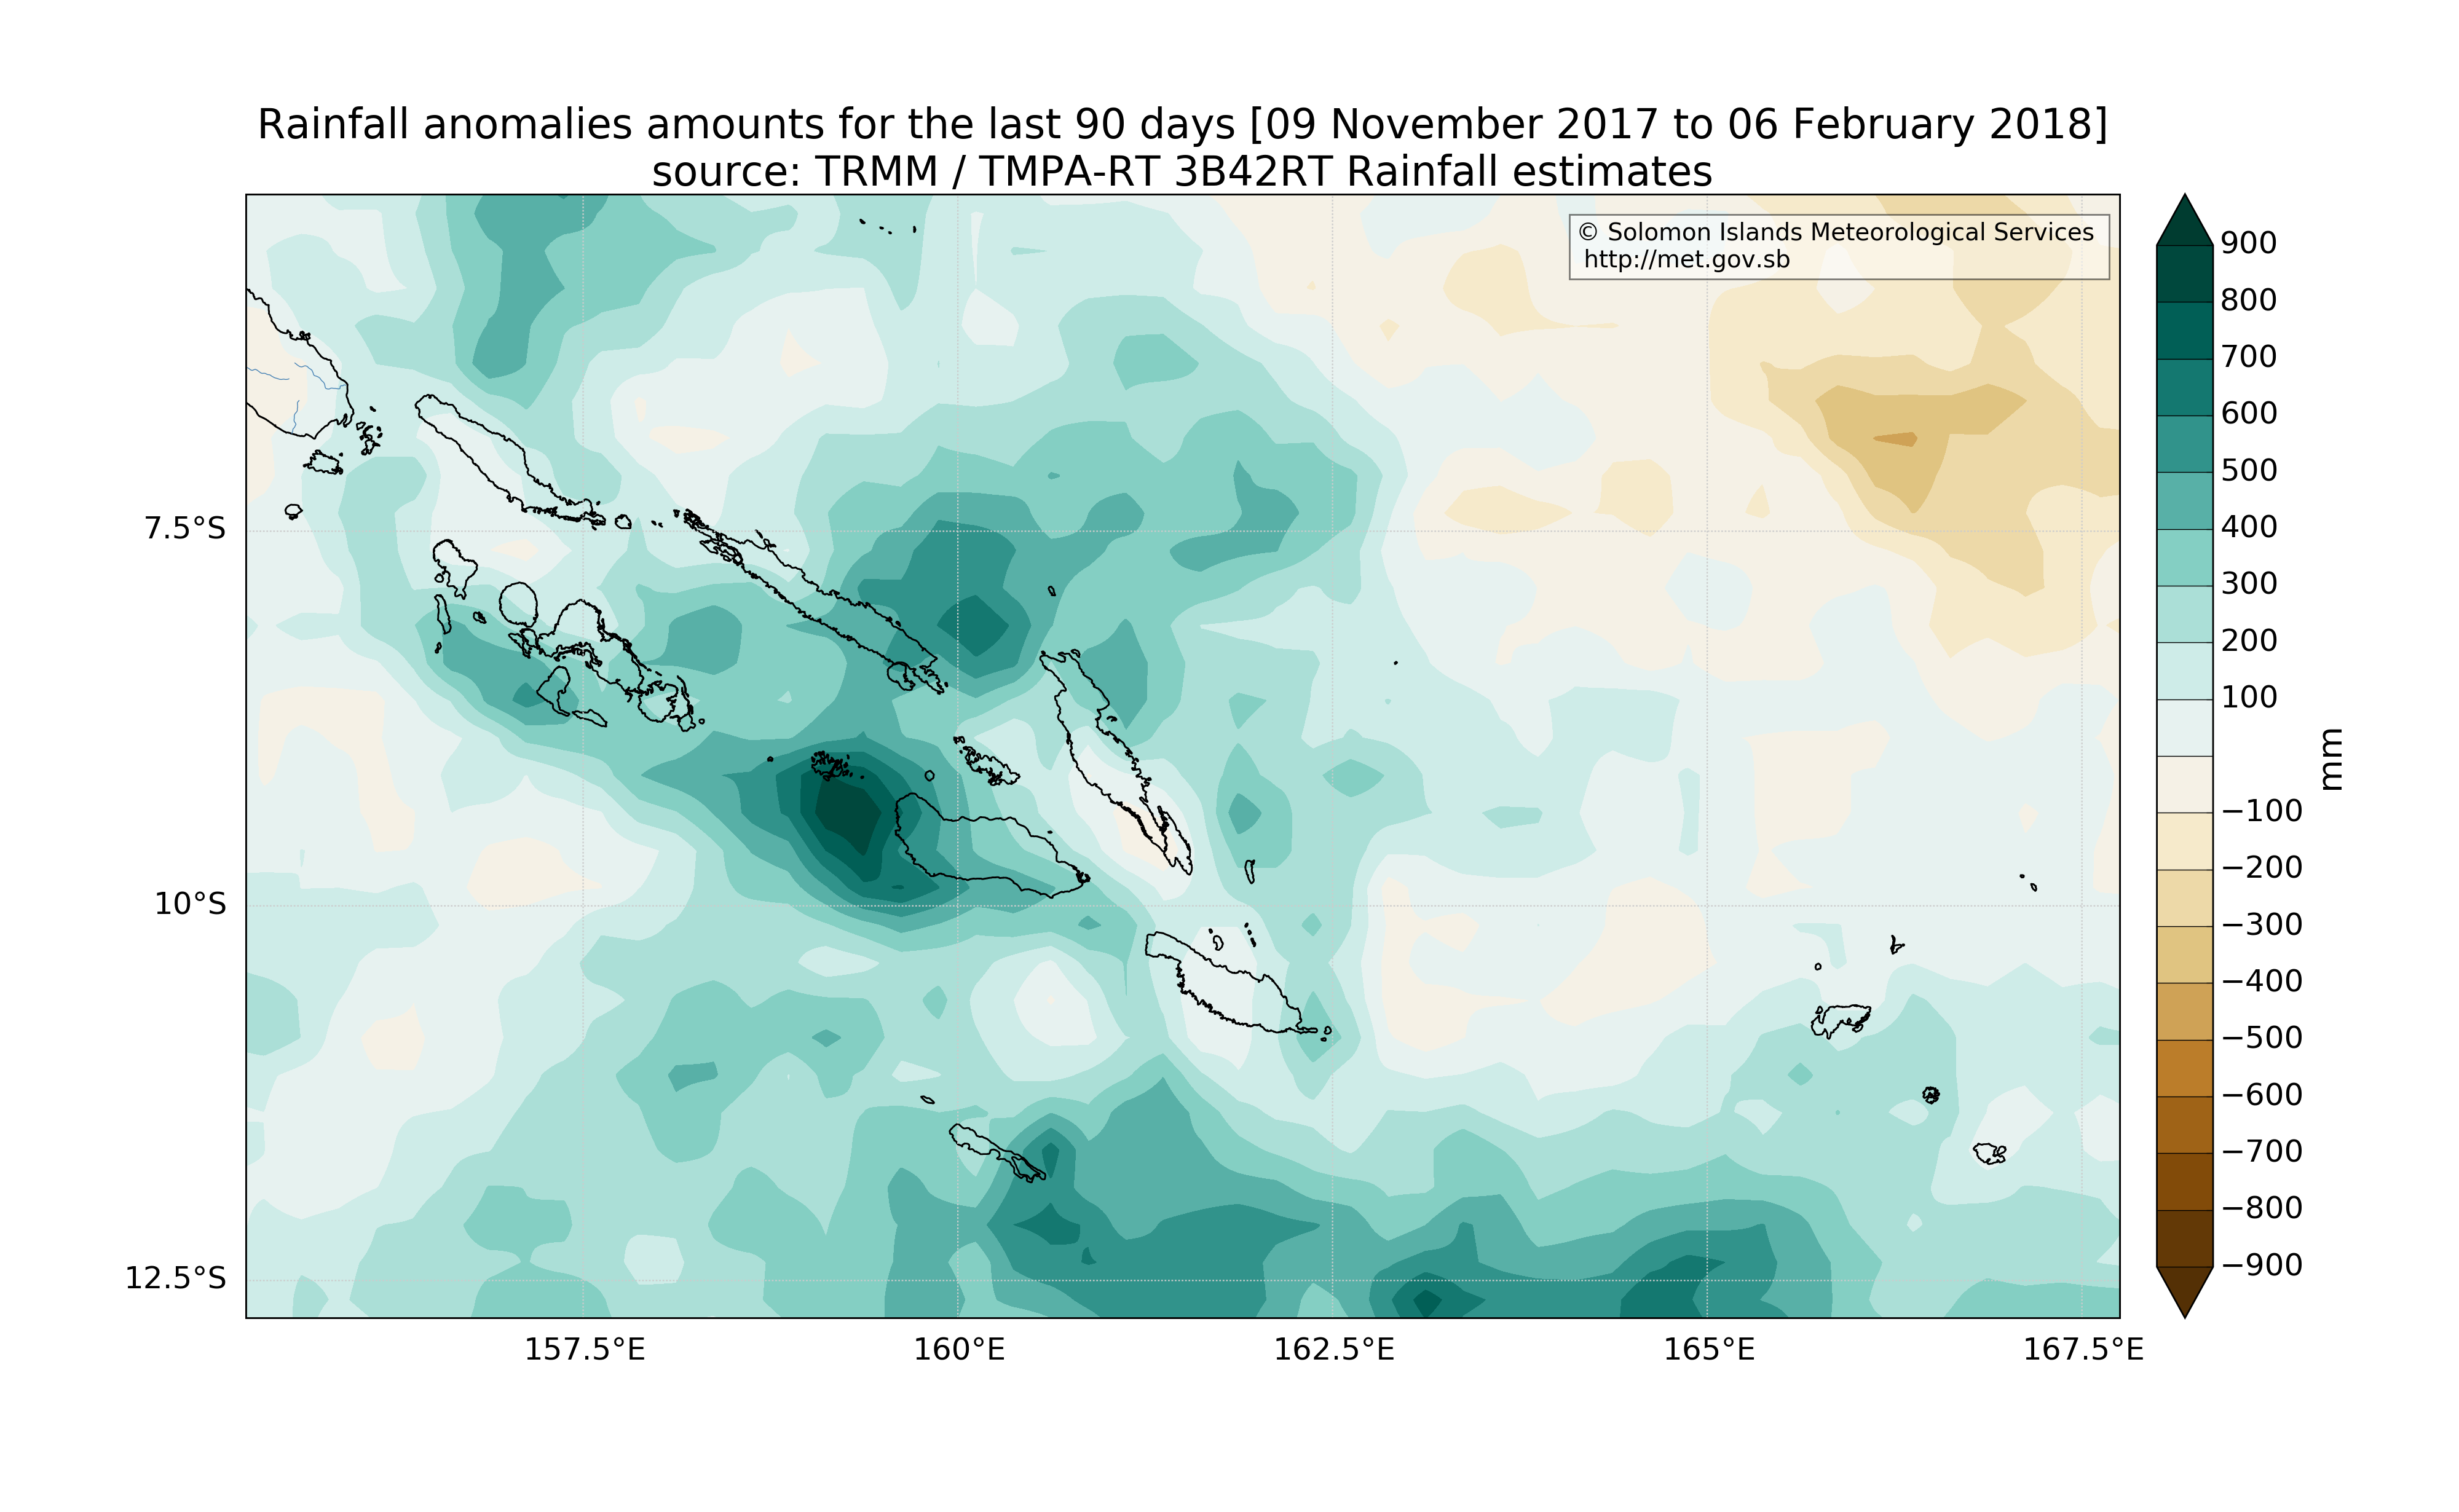 Rainfall anomalies amounts for the last 90 days [09 November 2017 to 06 February 2018]
source: TRMM / TMPA-RT 3B42RT Rainfall estimates
© Solomon Islands Meteorological Services
http://met.gov.sb
7.5°S
10°S
12.5°S
157.5°E
160°E
162.5°E
165°E
167.5°E
900
800
700
600
500
400
300
200
100
−100
−200
−300
−400
−500
−600
−700
−800
−900
mm